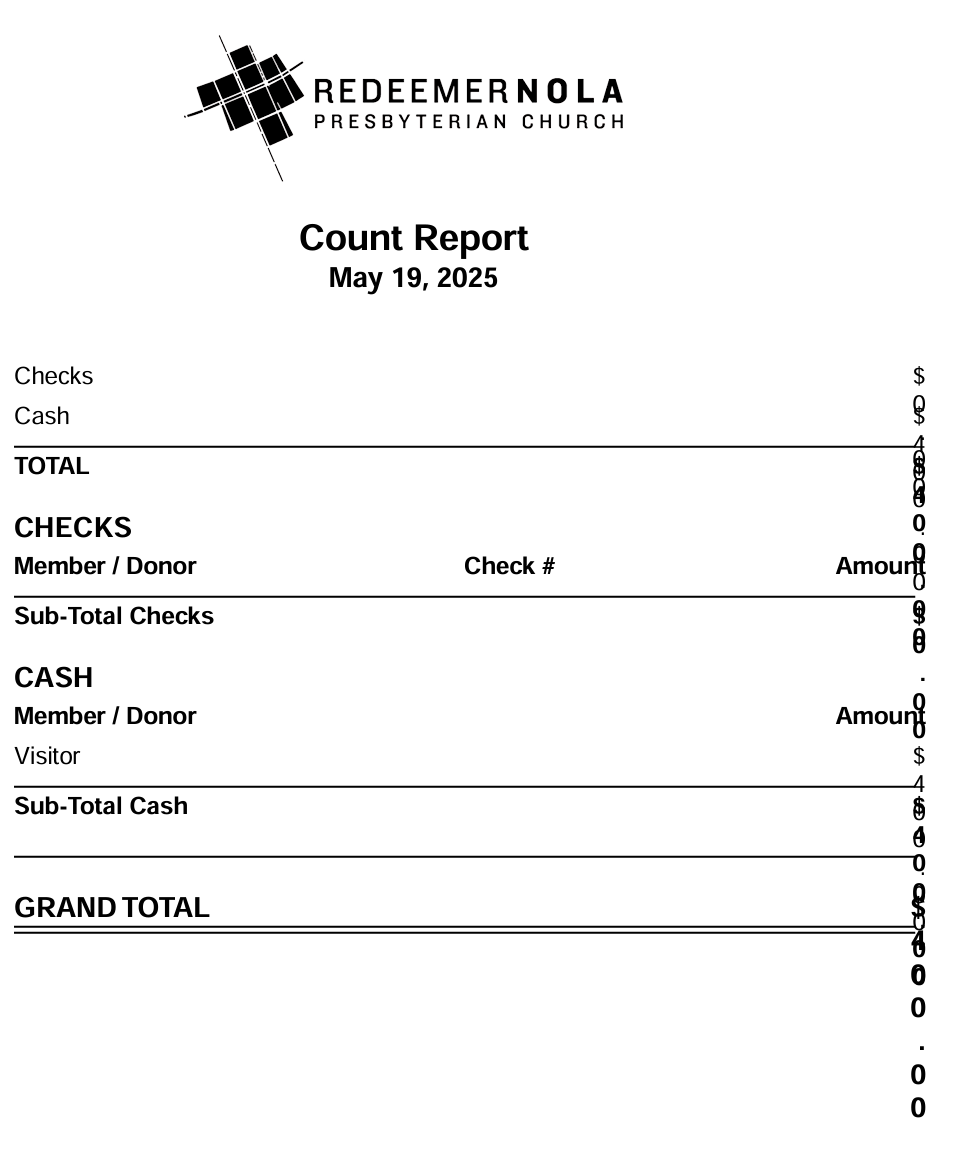 REDEEMERNOLA
PRESBYTERIAN CHURCH
Count Report
May 19, 2025
Checks $0.00
Cash $400.00
TOTAL $400.00
CHECKS
Member / Donor Check # Amount
Sub-Total Checks $0.00
CASH
Member / Donor Amount
Visitor $400.00
Sub-Total Cash $400.00
GRAND TOTAL $400.00